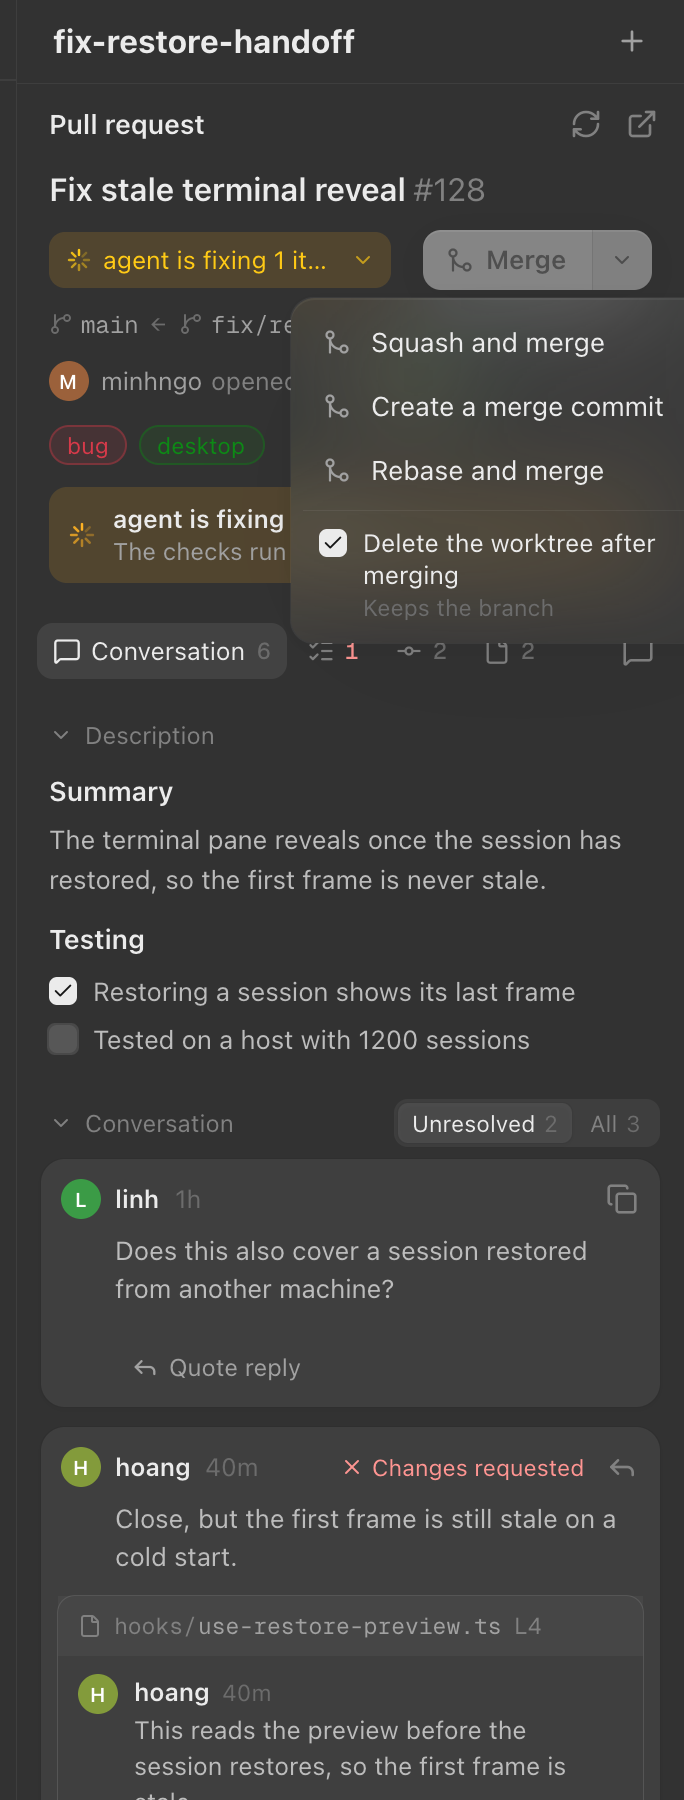 fix-restore-handoff
Pull request
Fix stale terminal reveal #128
agent is fixing 1 it...
Merge
main ← fix/re
minhngo opened
M
bug
desktop
agent is fixing
The checks run
Squash and merge
Create a merge commit
Rebase and merge
Delete the worktree after
merging
Keeps the branch
Conversation 6
1
2
2
Description
Summary
The terminal pane reveals once the session has
restored, so the first frame is never stale.
Testing
Restoring a session shows its last frame
Tested on a host with 1200 sessions
Conversation
Unresolved 2
All 3
L
linh 1h
Does this also cover a session restored
from another machine?
Quote reply
H
hoang 40m
Changes requested
Close, but the first frame is still stale on a
cold start.
hooks/use-restore-preview.ts L4
H
hoang 40m
This reads the preview before the
session restores, so the first frame is